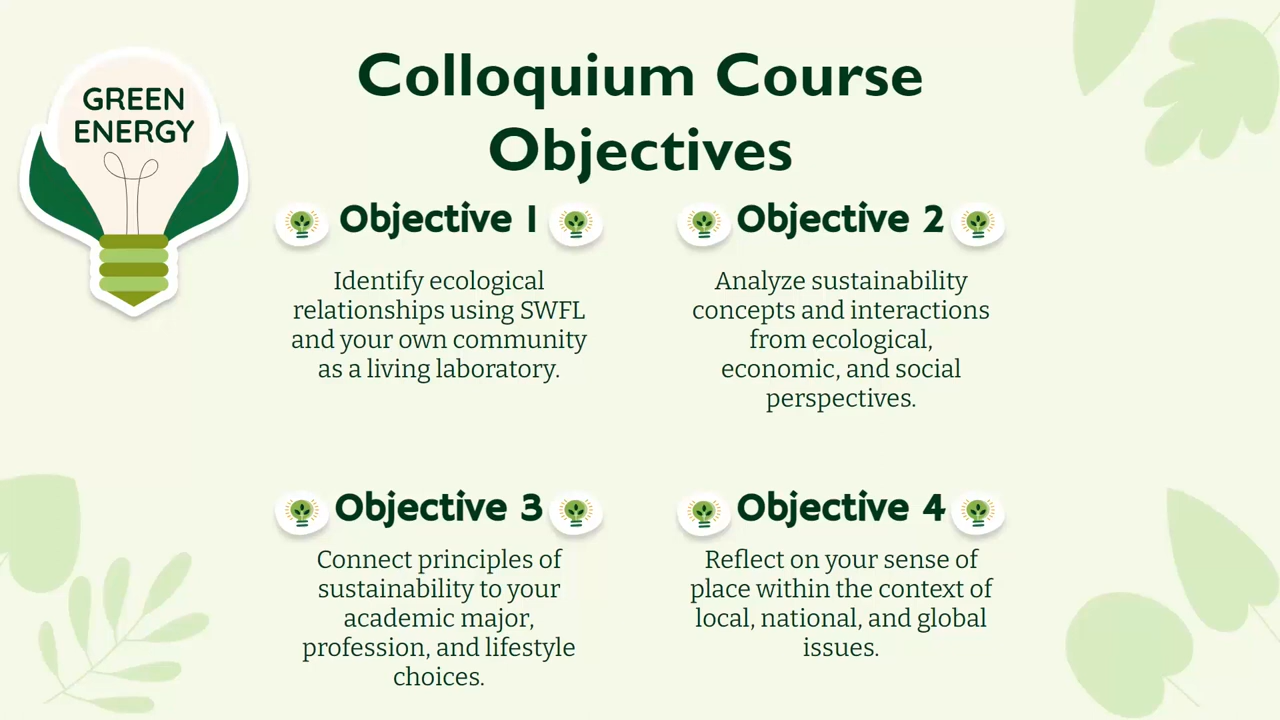 GREEN
ENERGY
Colloquium Course
Objectives
Objective 1
Identify ecological
relationships using SWFL
and your own community
as a living laboratory.
Objective 2
Analyze sustainability
concepts and interactions
from ecological,
economic, and social
perspectives.
Objective 3
Connect principles of
sustainability to your
academic major,
profession, and lifestyle
choices.
Objective 4
Reflect on your sense of
place within the context of
local, national, and global
issues.